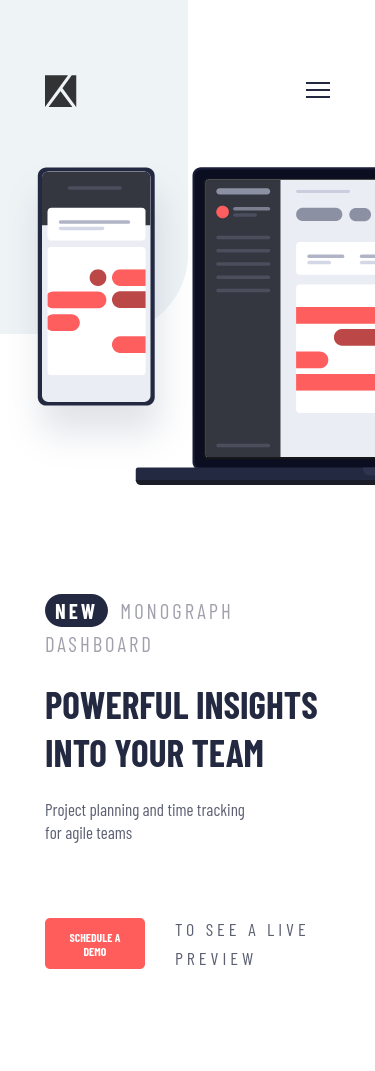 NEW MONOGRAPH
DASHBOARD
POWERFUL INSIGHTS
INTO YOUR TEAM
Project planning and time tracking
for agile teams
SCHEDULE A
DEMO
TO SEE A LIVE
PREVIEW